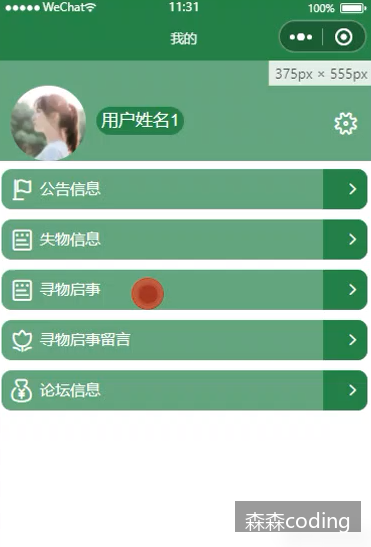 WeChat 11:31 100%
我的
375px × 555px
用户姓名1
公告信息
失物信息
寻物启事
寻物启事留言
论坛信息
森森coding